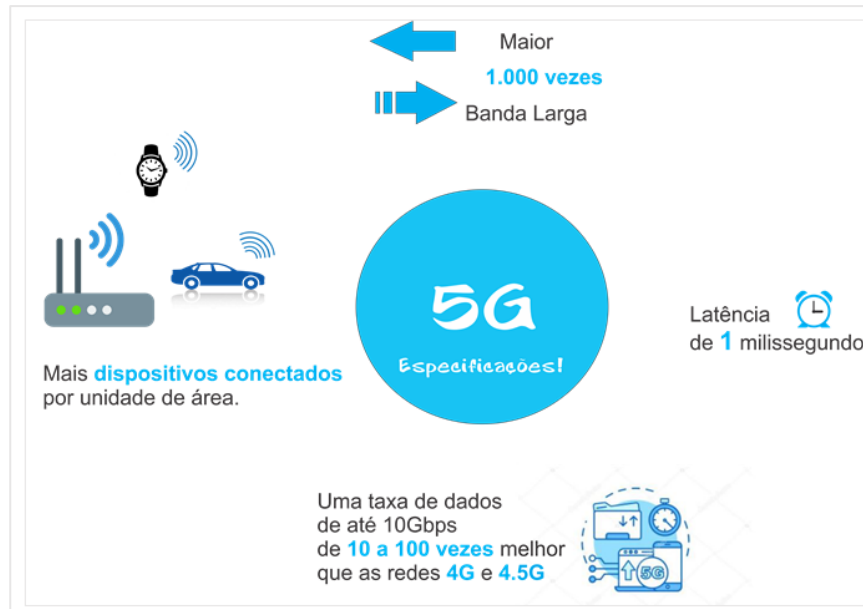 Maior
1.000 vezes
Banda Larga
5G
Especificações!
Latência
de 1 milissegundo
Mais dispositivos conectados
por unidade de área.
Uma taxa de dados
de até 10Gbps
de 10 a 100 vezes melhor
que as redes 4G e 4.5G
5G